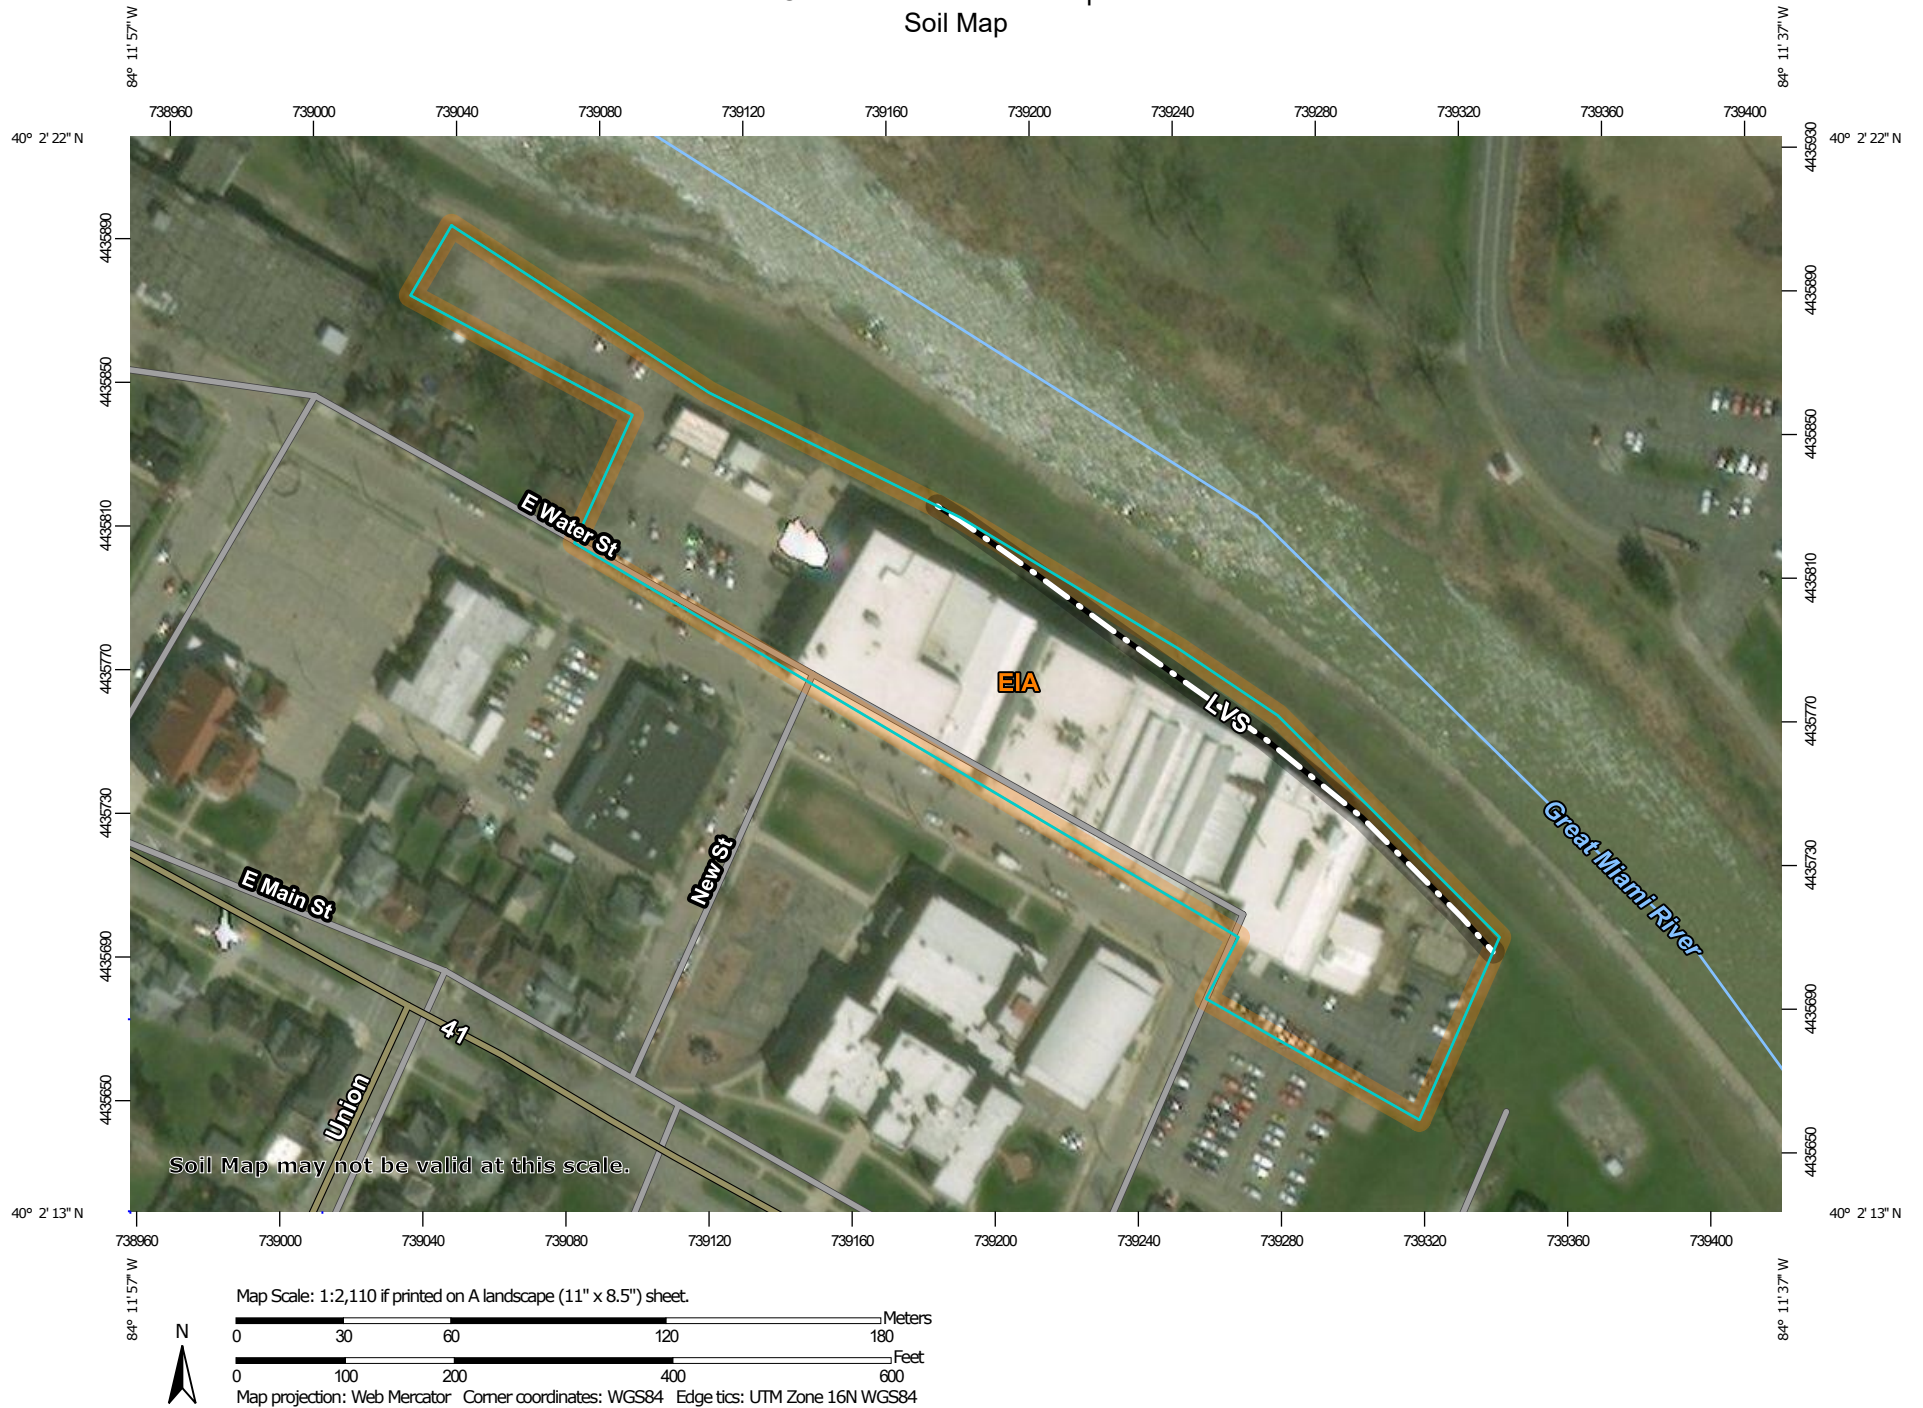 Soil Map
84° 11' 57" W
84° 11' 37" W
738960 739000 739040 739080 739120 739160 739200 739240 739280 739320 739360 739400
40° 2' 22" N
40° 2' 22" N
4435930
4435890
4435890
4435850
4435850
4435810
4435810
4435770
4435770
4435730
4435730
4435690
4435690
4435650
4435650
E Water St
EIA
LVS
Great Miami River
New St
E Main St
41
Union
Soil Map may not be valid at this scale.
40° 2' 13" N
40° 2' 13" N
738960 739000 739040 739080 739120 739160 739200 739240 739280 739320 739360 739400
84° 11' 57" W
84° 11' 37" W
Map Scale: 1:2,110 if printed on A landscape (11" x 8.5") sheet.
Meters
0 30 60 120 180
Feet
0 100 200 400 600
N
Map projection: Web Mercator Corner coordinates: WGS84 Edge tics: UTM Zone 16N WGS84